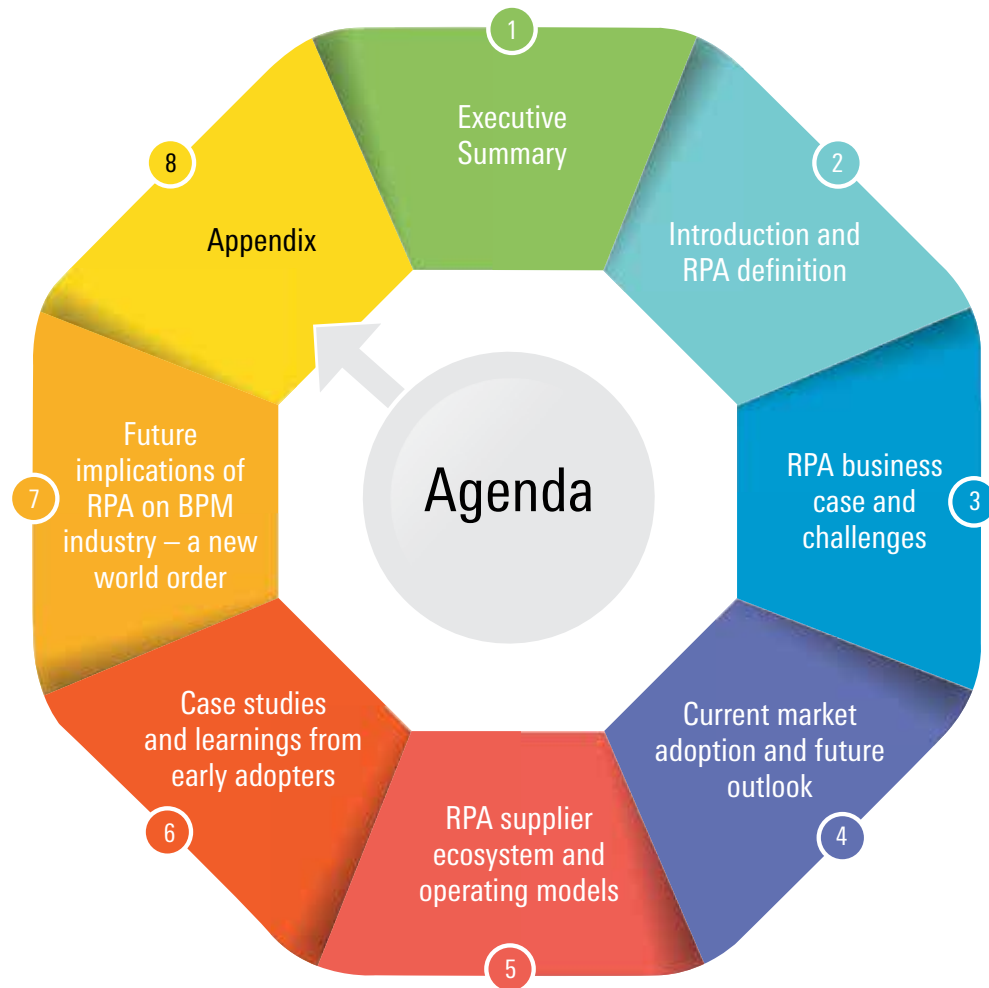 1
Executive
Summary
2
Introduction and
RPA definition
3
RPA business
case and
challenges
4
Current market
adoption and future
outlook
5
RPA supplier
ecosystem and
operating models
6
Case studies
and learnings from
early adopters
7
Future
implications of
RPA on BPM
industry – a new
world order
8
Appendix
Agenda